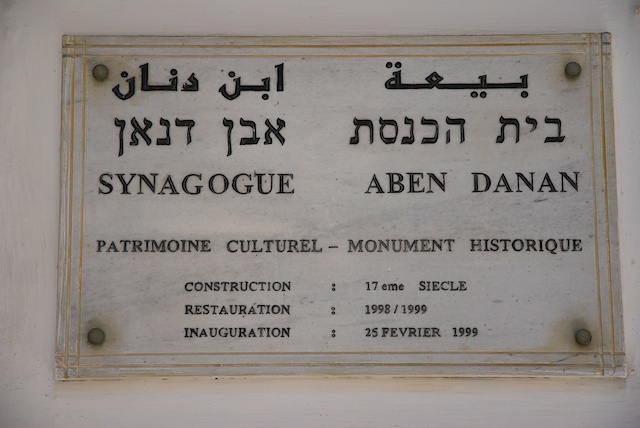 بيعة ابن دنان
בית הכנסת אבן דנאן
SYNAGOGUE ABEN DANAN
PATRIMOINE CULTUREL – MONUMENT HISTORIQUE
CONSTRUCTION : 17 eme SIECLE
RESTAURATION : 1998 / 1999
INAUGURATION : 25 FEVRIER 1999